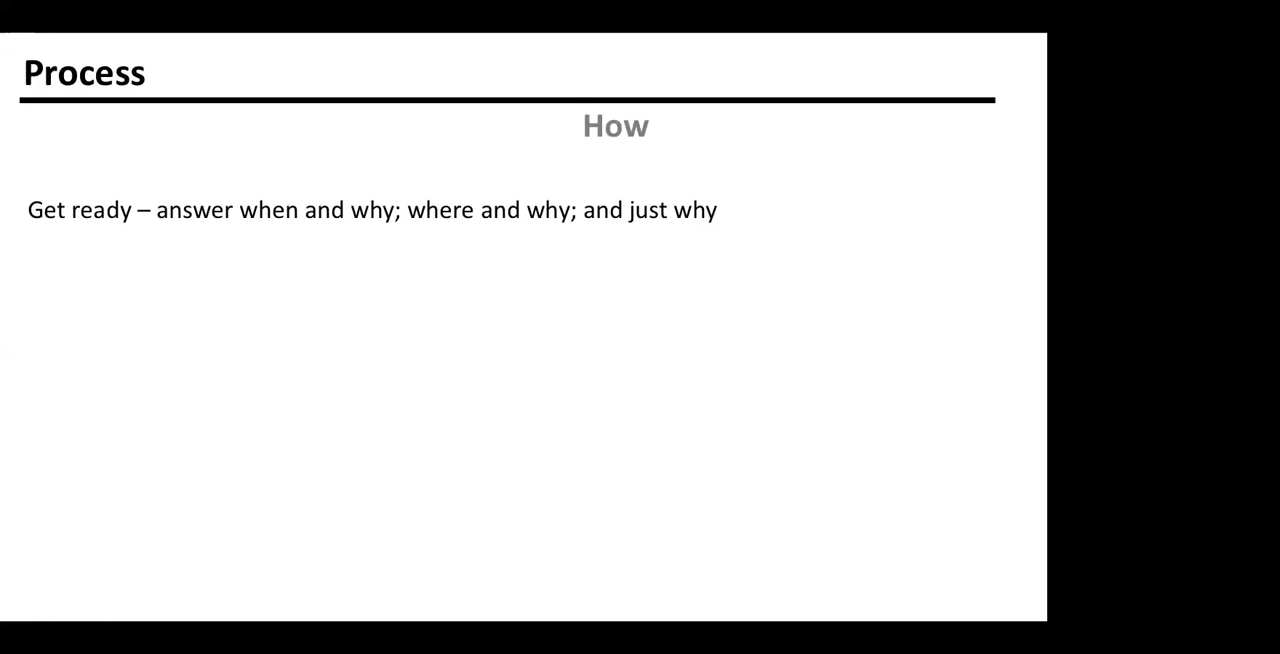 Process
How
Get ready – answer when and why; where and why; and just why